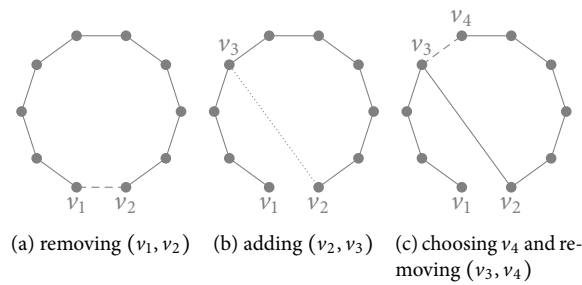 v4
v3
v3
v1
v2
v1
v2
v1
v2
(a) removing (v1, v2)
(b) adding (v2, v3)
(c) choosing v4 and re-
moving (v3, v4)